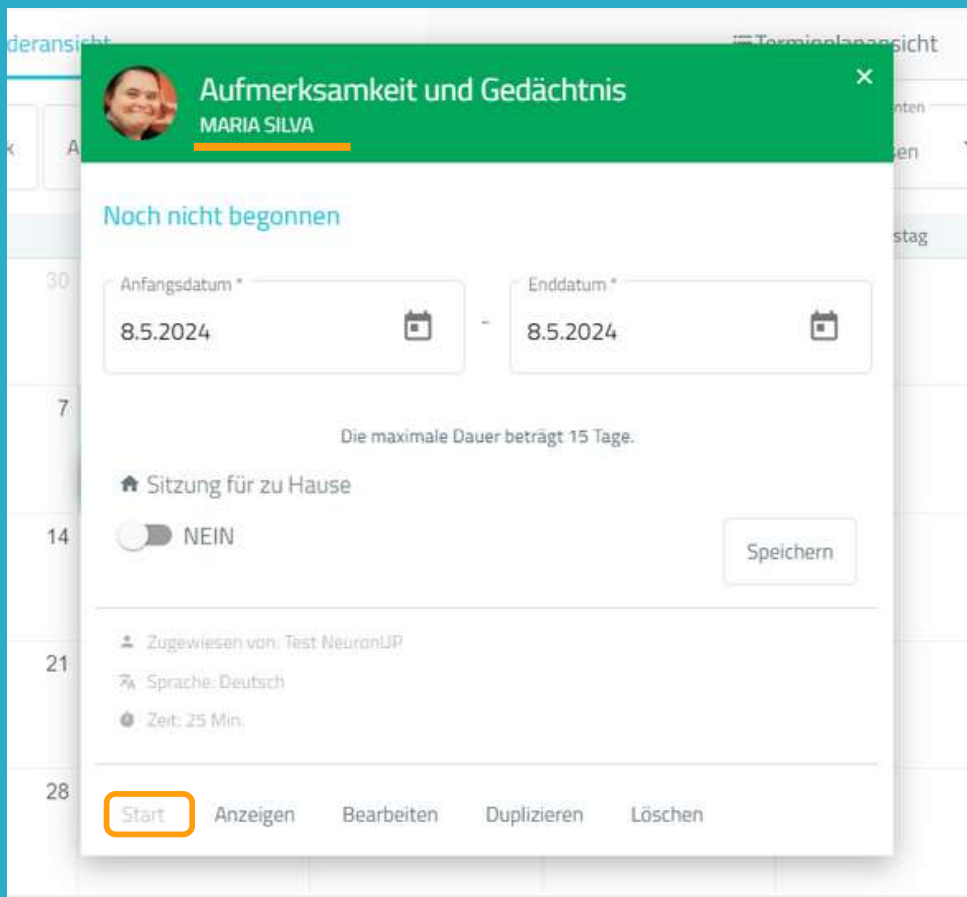 Terminplanansicht
Aufmerksamkeit und Gedächtnis
MARIA SILVA
Noch nicht begonnen
30
Anfangsdatum *
Enddatum *
8.5.2024
-
8.5.2024
7
Die maximale Dauer beträgt 15 Tage.
Sitzung für zu Hause
14
NEIN
Speichern
Zugewiesen von: Test NeuronUP
21
Sprache: Deutsch
Zeit: 25 Min.
28
Start Anzeigen Bearbeiten Duplizieren Löschen